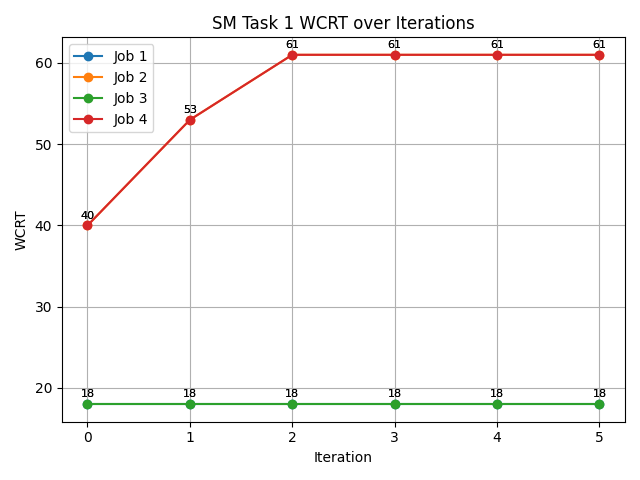 SM Task 1 WCRT over Iterations
Job 1
Job 2
Job 3
Job 4
61 61 61 61
53
40
18 18 18 18 18 18
60
50
40
30
20
WCRT
0 1 2 3 4 5
Iteration